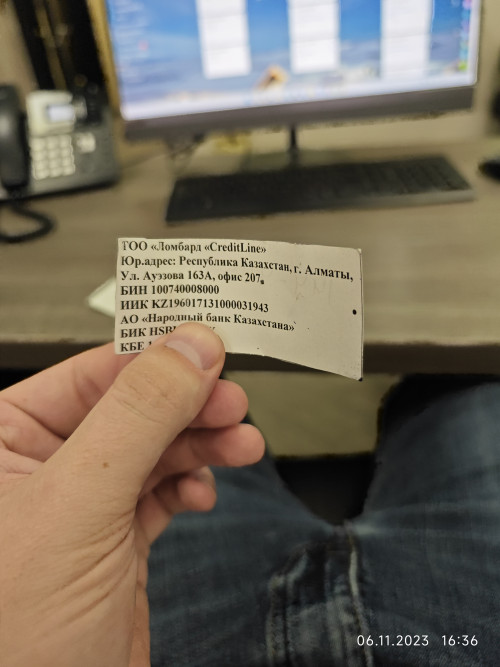 ТОО «Ломбард «CreditLine»
Юр.адрес: Республика Казахстан, г. Алматы,
Ул. Ауэзова 163А, офис 207
БИН 100740008000
ИИК KZ196017131000031943
АО «Народный банк Казахстана»
БИК
КБЕ
06.11.2023 16:36